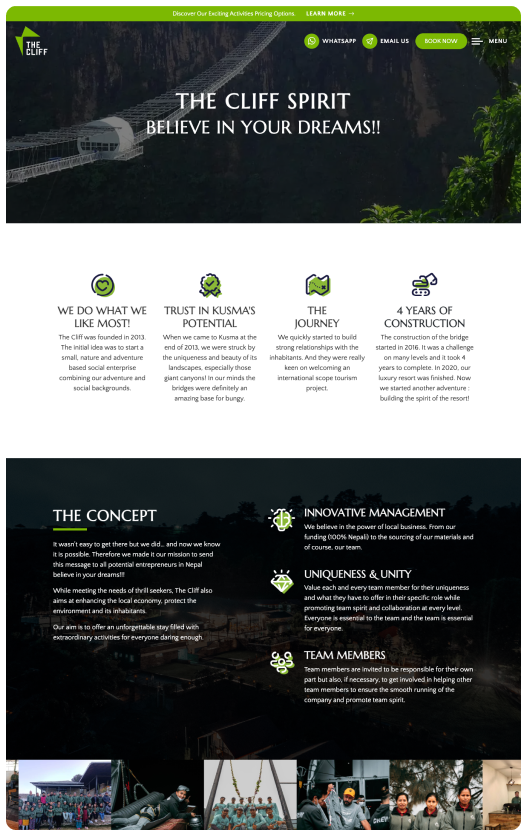 Discover Our Exciting Activities Pricing Options. LEARN MORE →
THE
CLIFF
WHATSAPP EMAIL US BOOK NOW MENU
THE CLIFF SPIRIT
BELIEVE IN YOUR DREAMS!!
WE DO WHAT WE
LIKE MOST!
The Cliff was founded in 2013.
The initial idea was to start a
small, nature and adventure
based social enterprise
combining our adventure and
social backgrounds.
TRUST IN KUSMA'S
POTENTIAL
When we came to Kusma at the
end of 2013, we were struck by
the uniqueness and beauty of its
landscapes, especially those
giant canyons! In our minds the
bridges were definitely an
amazing base for bungy.
THE
JOURNEY
We quickly started to build
strong relationships with the
inhabitants. And they were really
keen on welcoming an
international scope tourism
project.
4 YEARS OF
CONSTRUCTION
The construction of the bridge
started in 2016. It was a challenge
on many levels and it took 4
years to complete. In 2020, our
luxury resort was finished. Now
we started another adventure :
building the spirit of the resort!
THE CONCEPT
It wasn't easy to get there but we did... and now we know
it is possible. Therefore we made it our mission to send
this message to all potential entrepreneurs in Nepal
believe in your dreams!!!
While meeting the needs of thrill seekers, The Cliff also
aims at enhancing the local economy, protect the
environment and its inhabitants.
Our aim is to offer an unforgettable stay filled with
extraordinary activities for everyone daring enough.
INNOVATIVE MANAGEMENT
We believe in the power of local business. From our
funding (100% Nepali) to the sourcing of our materials and
of course, our team.
UNIQUENESS & UNITY
Value each and every team member for their uniqueness
and what they have to offer in their specific role while
promoting team spirit and collaboration at every level.
Everyone is essential to the team and the team is essential
for everyone.
TEAM MEMBERS
Team members are invited to be responsible for their own
part but also, if necessary, to get involved in helping other
team members to ensure the smooth running of the
company and promote team spirit.